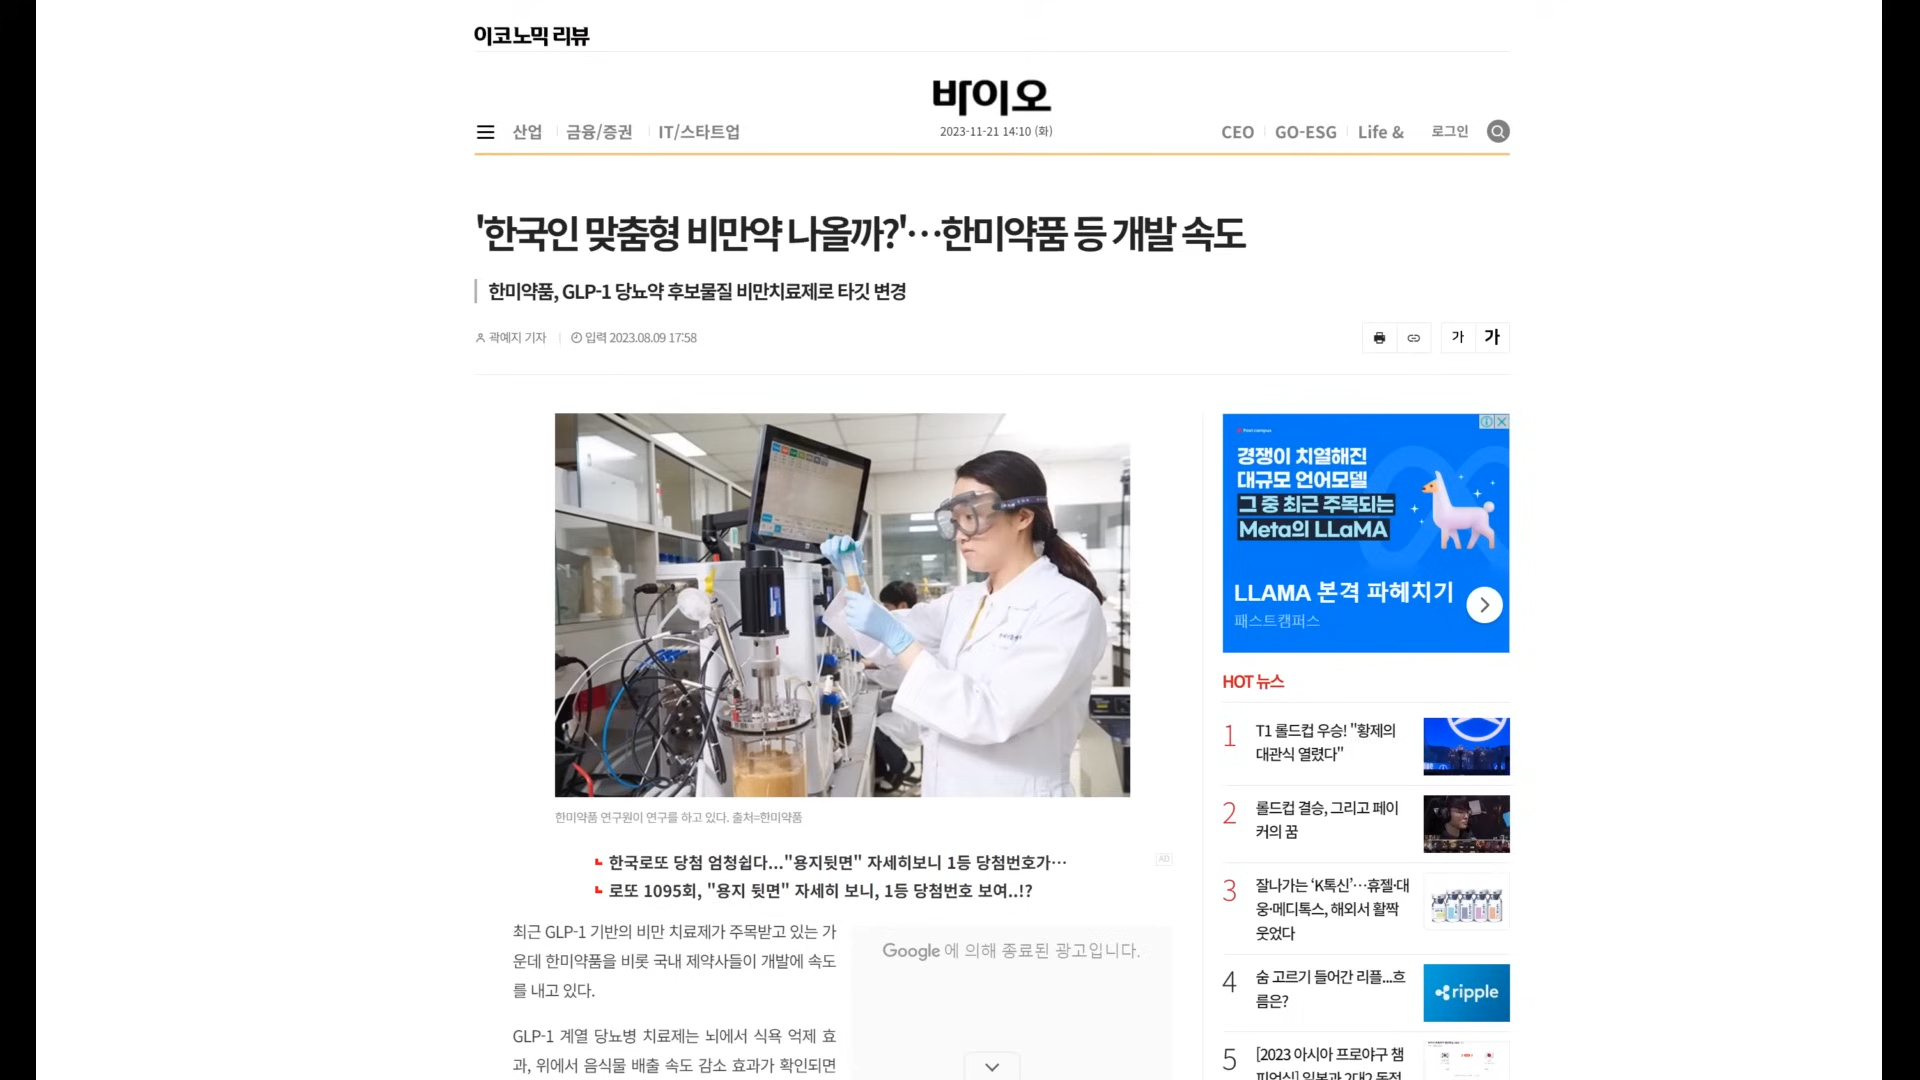 이코노믹 리뷰
바이오
2023-11-21 14:10 (화)
산업 금융/증권 IT/스타트업
CEO GO-ESG Life & 로그인
'한국인 맞춤형 비만약 나올까?'…한미약품 등 개발 속도
한미약품, GLP-1 당뇨약 후보물질 비만치료제로 타깃 변경
곽예지 기자 입력 2023.08.09 17:58
가 가
한미약품 연구원이 연구를 하고 있다. 출처=한미약품
한국로또 당첨 엄청쉽다..."용지뒷면" 자세히보니 1등 당첨번호가…
로또 1095회, "용지 뒷면" 자세히 보니, 1등 당첨번호 보여..!?
AD
최근 GLP-1 기반의 비만 치료제가 주목받고 있는 가
운데 한미약품을 비롯 국내 제약사들이 개발에 속도
를 내고 있다.
GLP-1 계열 당뇨병 치료제는 뇌에서 식욕 억제 효
과, 위에서 음식물 배출 속도 감소 효과가 확인되면
Google 에 의해 종료된 광고입니다.
경쟁이 치열해진
대규모 언어모델
그 중 최근 주목되는
Meta의 LLaMA
LLAMA 본격 파헤치기
패스트캠퍼스
HOT 뉴스
1 T1 롤드컵 우승! "황제의
대관식 열렸다"
2 롤드컵 결승, 그리고 페이
커의 꿈
3 잘나가는 ‘K톡신’…휴젤·대
웅·메디톡스, 해외서 활짝
웃었다
4 숨 고르기 들어간 리플...흐
름은?
ripple
5 [2023 아시아 프로야구 챔
피언십] 일본과 2대2 동점